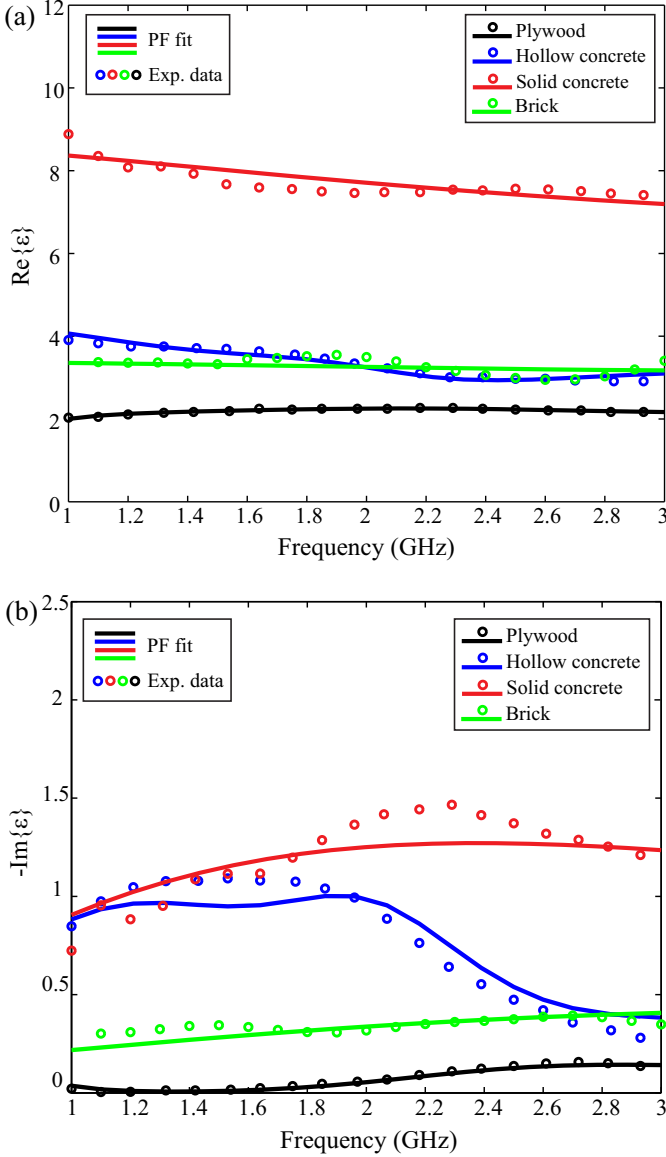 (a)
12
10
8
6
4
2
0
Re{ε}
PF fit
Exp. data
Plywood
Hollow concrete
Solid concrete
Brick
1 1.2 1.4 1.6 1.8 2 2.2 2.4 2.6 2.8 3
Frequency (GHz)
(b)
2.5
2
1.5
1
0.5
0
-Im{ε}
PF fit
Exp. data
Plywood
Hollow concrete
Solid concrete
Brick
1 1.2 1.4 1.6 1.8 2 2.2 2.4 2.6 2.8 3
Frequency (GHz)